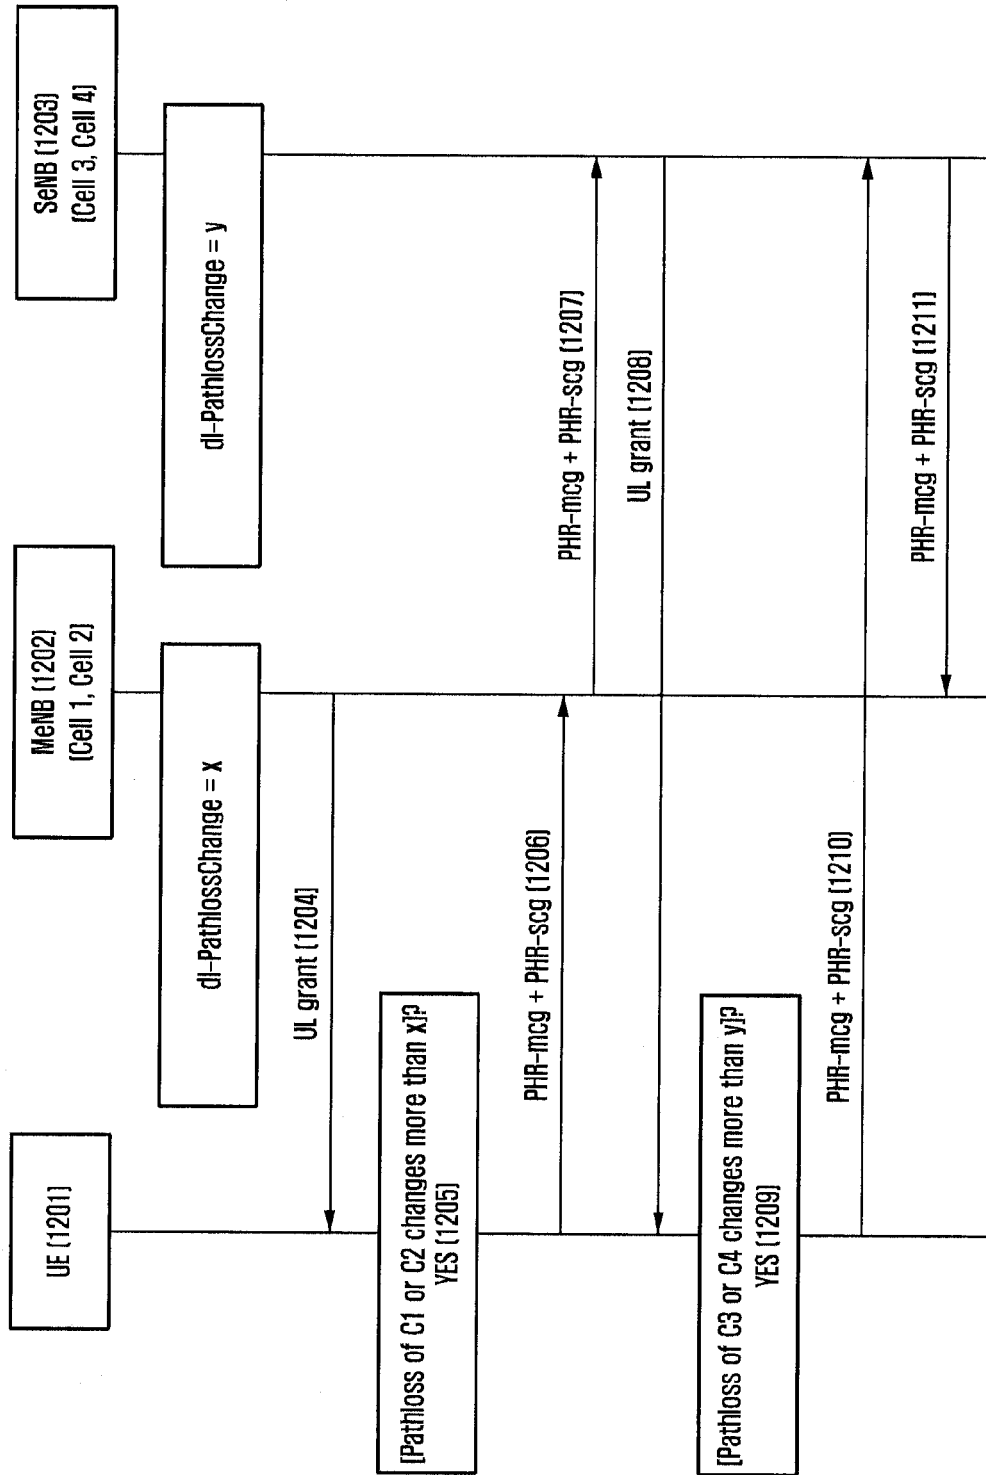 UE (1201)
MeNB (1202)
(Cell 1, Cell 2)
SeNB (1203)
(Cell 3, Cell 4)
dl-PathlossChange = x
dl-PathlossChange = y
UL grant (1204)
[Pathloss of C1 or C2 changes more than x]?
YES (1205)
PHR-mcg + PHR-scg (1206)
PHR-mcg + PHR-scg (1207)
UL grant (1208)
[Pathloss of C3 or C4 changes more than y]?
YES (1209)
PHR-mcg + PHR-scg (1210)
PHR-mcg + PHR-scg (1211)